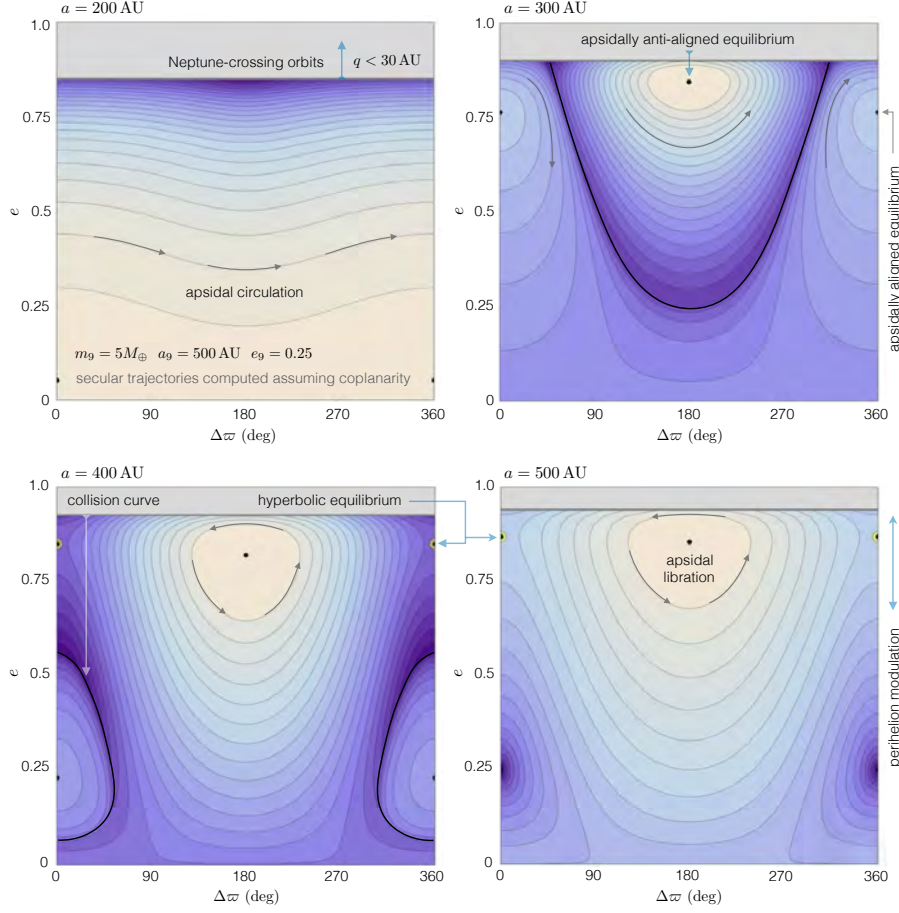 a = 200 AU
1.0
0.75
0.5
0.25
0
e
Neptune-crossing orbits
q < 30 AU
apsidal circulation
m₉ = 5M⊕ a₉ = 500 AU e₉ = 0.25
secular trajectories computed assuming coplanarity
0 90 180 270 360
Δϖ (deg)
a = 300 AU
1.0
0.75
0.5
0.25
0
e
apsidally anti-aligned equilibrium
apsidally aligned equilibrium
0 90 180 270 360
Δϖ (deg)
a = 400 AU
1.0
0.75
0.5
0.25
0
e
collision curve
hyperbolic equilibrium
0 90 180 270 360
Δϖ (deg)
a = 500 AU
1.0
0.75
0.5
0.25
0
e
apsidal
libration
perihelion modulation
0 90 180 270 360
Δϖ (deg)